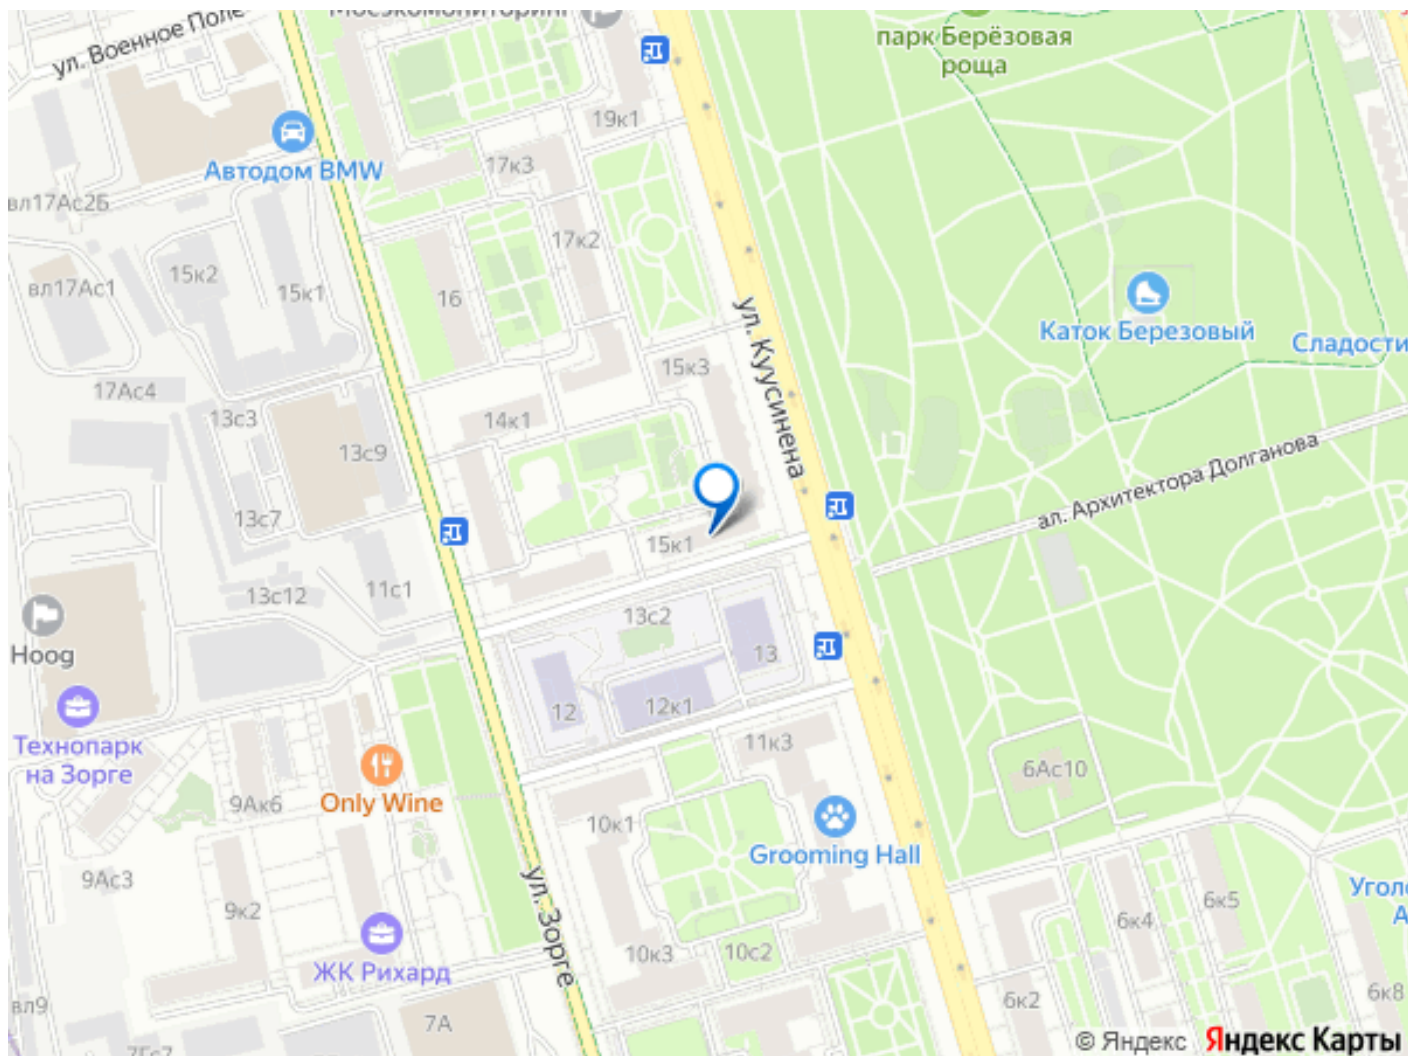 Мосэкомониторинг
парк Берёзовая
роща
ул. Военное Поле
19к1
Автодом BMW
17к3
вл17Ас2Б
17к2
15к2
вл17Ас1
15к1
16
ул. Куусинена
Каток Березовый
Сладости
15к3
17Ас4
13с3
14к1
13с9
ал. Архитектора Долганова
13с7
15к1
13с12
11с1
13с2
Hoog
13
12
12к1
Технопарк
на Зорге
11к3
6Ас10
Only Wine
9Ак6
10к1
Grooming Hall
9Ас3
ул. Зорге
9к2
6к4
6к5
ЖК Рихард
10к3
10с2
6к2
6к8
вл9
7А
© Яндекс Яндекс Карты